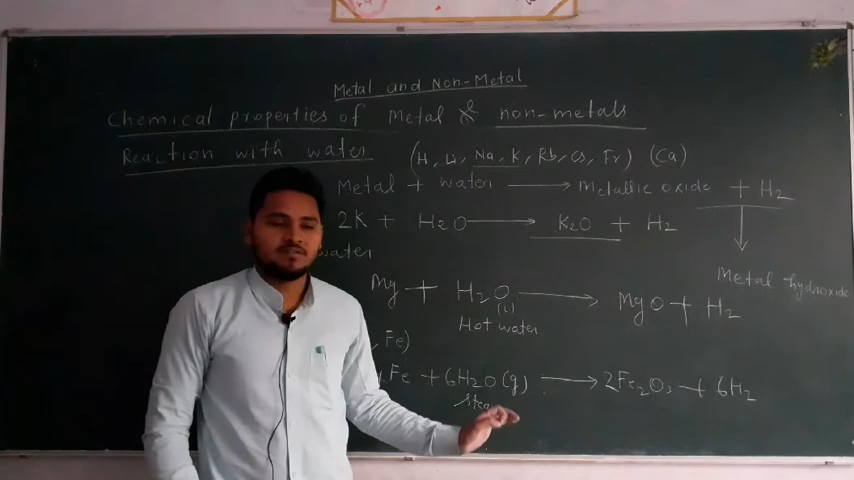 Metal and Non-Metal
Chemical properties of Metal & non-metals
Reaction with water (H, Li, Na, K, Rb, Cs, Fr) (Ca)
Metal + water → Metallic oxide + H₂
2K + H₂O → K₂O + H₂
water
Metal hydroxide
Mg + H₂O(l) → MgO + H₂
Hot water
, Fe)
Fe + 6H₂O(g) → 2Fe₂O₃ + 6H₂